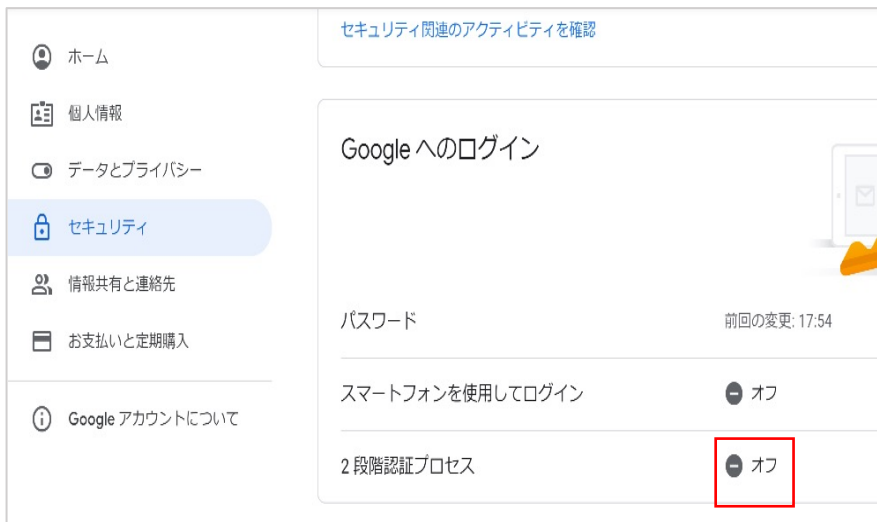 ホーム
個人情報
データとプライバシー
セキュリティ
情報共有と連絡先
お支払いと定期購入
Google アカウントについて
セキュリティ関連のアクティビティを確認
Google へのログイン
パスワード 前回の変更: 17:54
スマートフォンを使用してログイン オフ
2 段階認証プロセス オフ